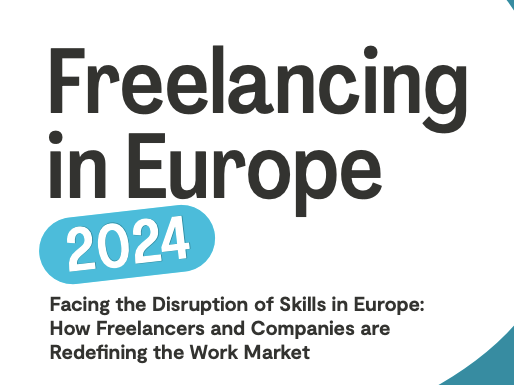 Freelancing
in Europe
2024
Facing the Disruption of Skills in Europe:
How Freelancers and Companies are
Redefining the Work Market